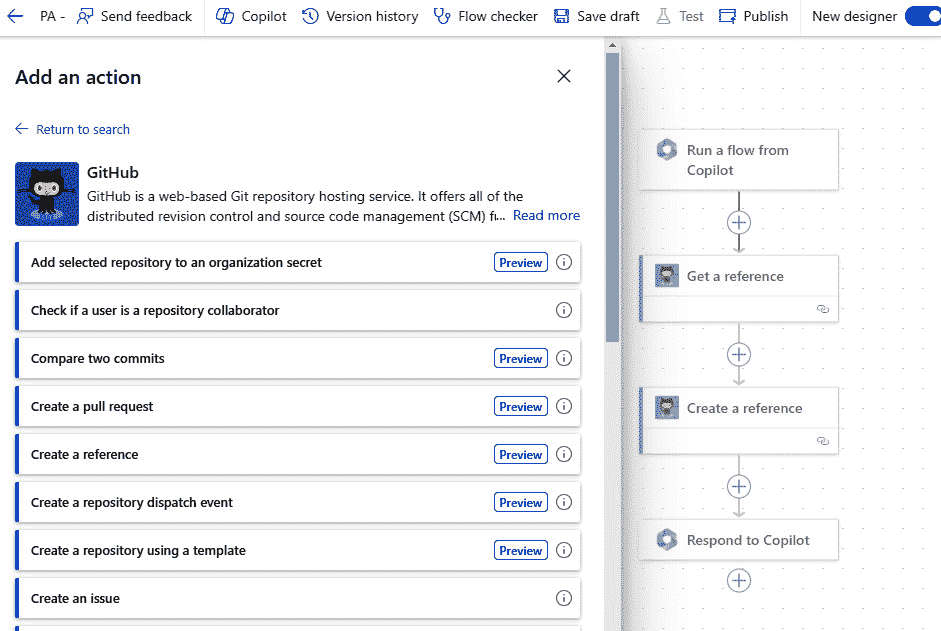 PA - Send feedback Copilot Version history Flow checker Save draft Test Publish New designer
Add an action
Return to search
GitHub
GitHub is a web-based Git repository hosting service. It offers all of the
distributed revision control and source code management (SCM) f... Read more
Add selected repository to an organization secret Preview
Check if a user is a repository collaborator
Compare two commits Preview
Create a pull request Preview
Create a reference Preview
Create a repository dispatch event Preview
Create a repository using a template Preview
Create an issue
Run a flow from
Copilot
Get a reference
Create a reference
Respond to Copilot